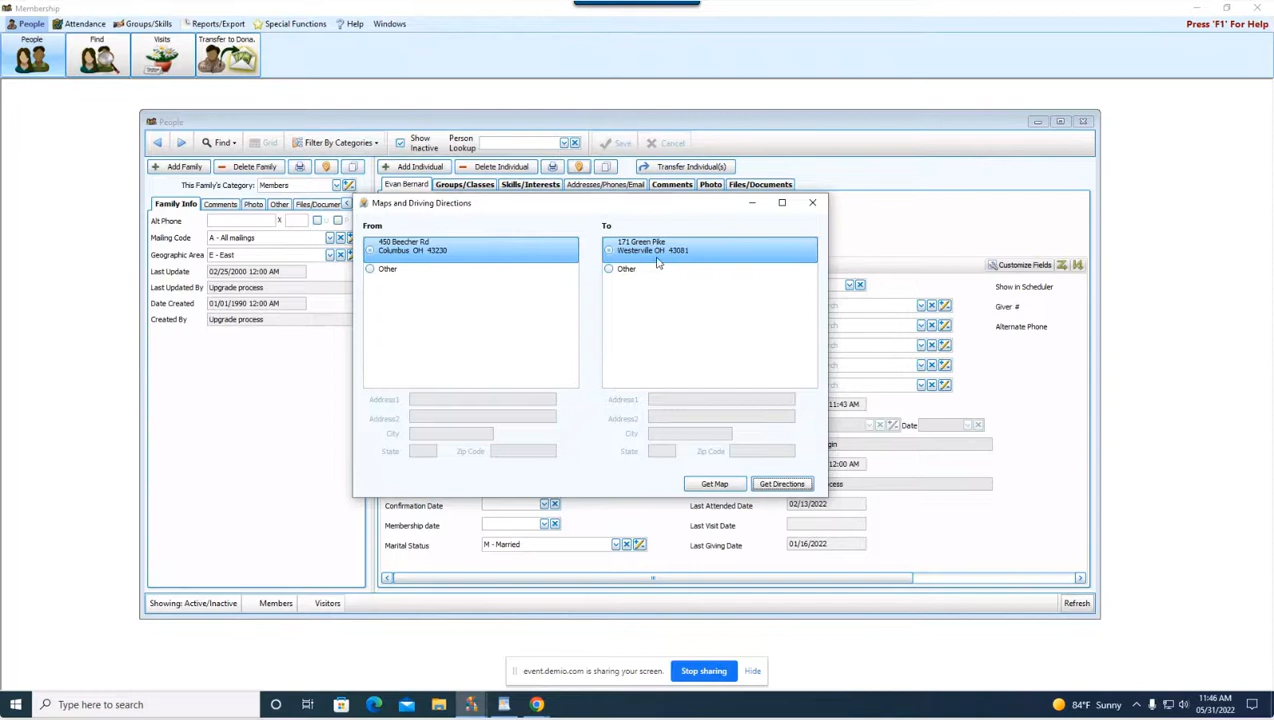 Membership
People
Attendance
Groups/Skills
Reports/Export
Special Functions
Help
Windows
Press 'F1' For Help
People
Find
Visits
Transfer to Dona.
People
Find
Grid
Filter By Categories
Show
Inactive
Person
Lookup
Save
Cancel
Add Family
Delete Family
Add Individual
Delete Individual
Transfer Individual(s)
This Family's Category:
Members
Evan Bernard
Groups/Classes
Skills/Interests
Addresses/Phones/Email
Comments
Photo
Files/Documents
Family Info
Comments
Photo
Other
Alt Phone
X
Mailing Code
A - All mailings
Geographic Area
E - East
Last Update
02/25/2000 12:00 AM
Last Updated By
Upgrade process
Date Created
01/01/1990 12:00 AM
Created By
Upgrade process
Maps and Driving Directions
From
To
450 Beecher Rd
Columbus OH 43230
Other
171 Green Pike
Westerville OH 43081
Other
Address1
Address2
City
State
Zip Code
Address1
Address2
City
State
Zip Code
Get Map
Get Directions
Customize Fields
Show in Scheduler
Giver #
Alternate Phone
11:43 AM
Date
12:00 AM
Confirmation Date
Last Attended Date
02/13/2022
Membership date
Last Visit Date
Marital Status
M - Married
Last Giving Date
01/16/2022
Showing: Active/Inactive
Members
Visitors
Refresh
event.demio.com is sharing your screen.
Stop sharing
Hide
Type here to search
84°F Sunny
11:46 AM
05/31/2022